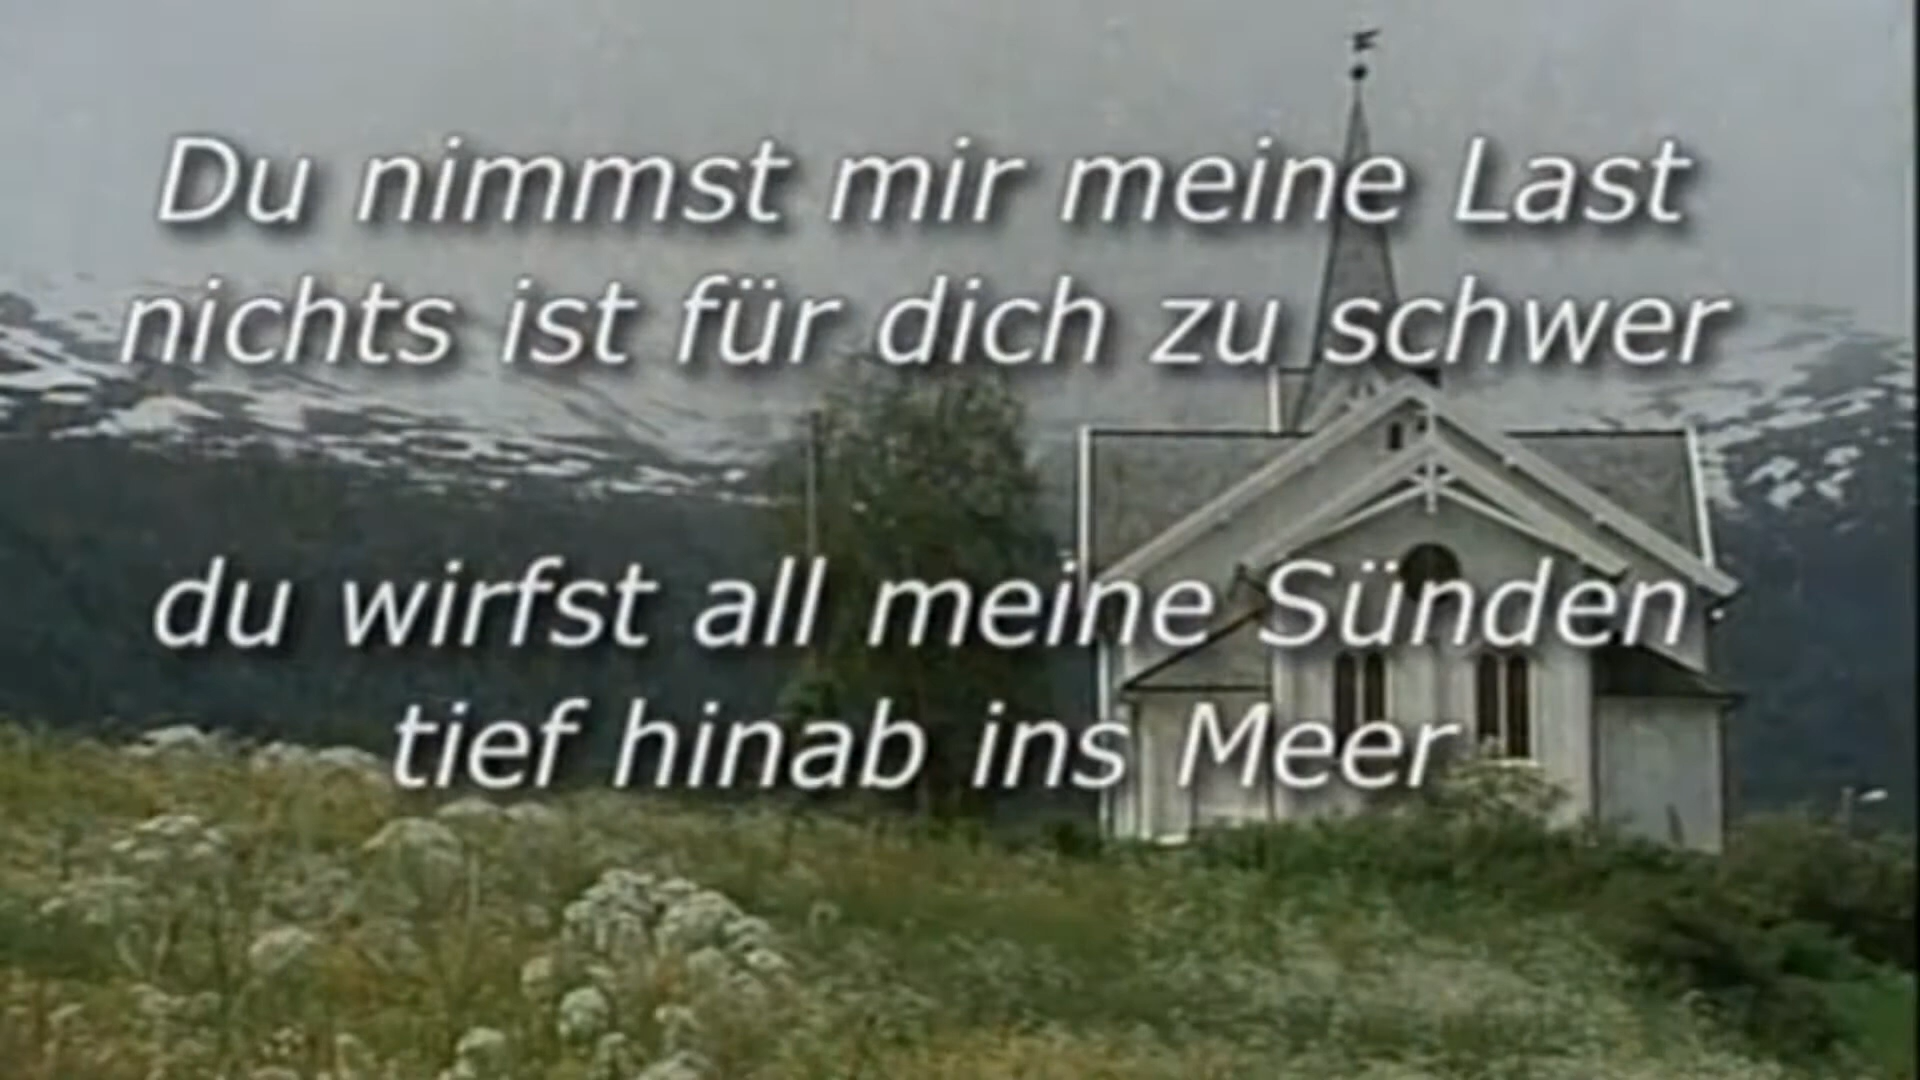 Du nimmst mir meine Last
nichts ist für dich zu schwer
du wirfst all meine Sünden
tief hinab ins Meer